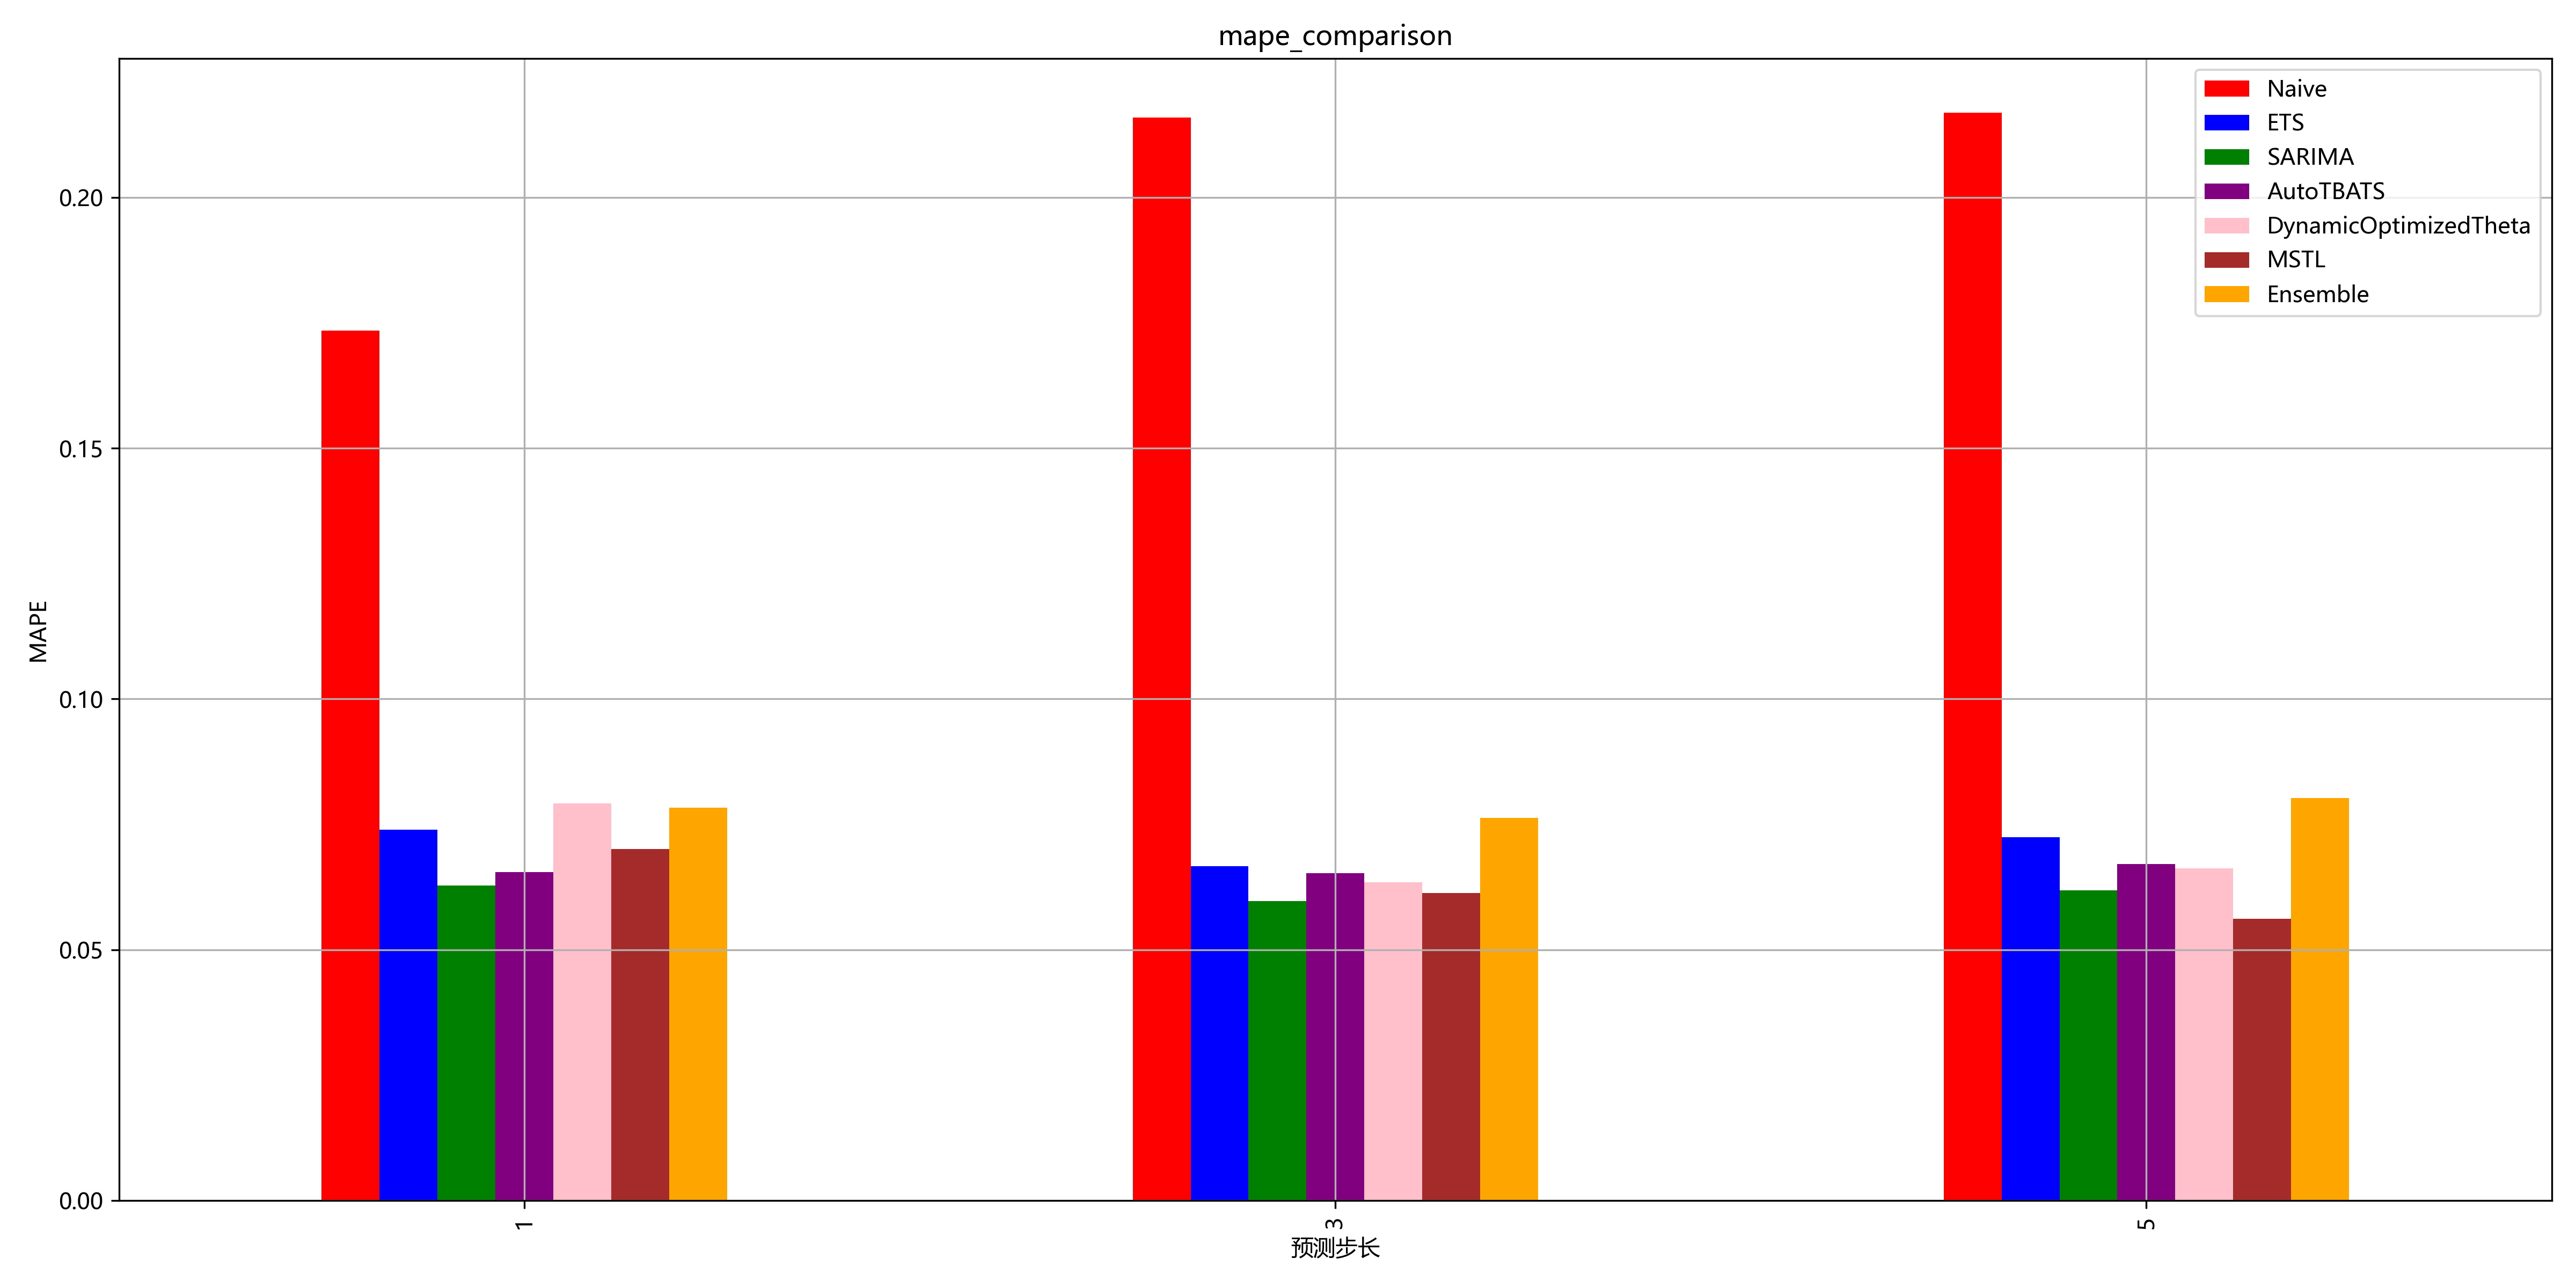 mape_comparison
MAPE
0.20
0.15
0.10
0.05
0.00
1
3
5
预测步长
Naive
ETS
SARIMA
AutoTBATS
DynamicOptimizedTheta
MSTL
Ensemble